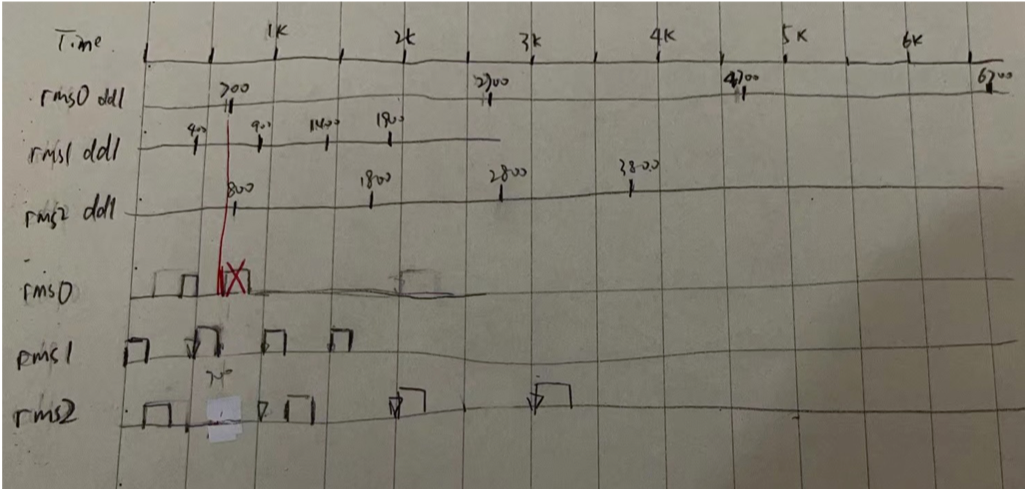 Time 1K 2K 3K 4K 5K 6K
rms0 ddl 700 2700 4700 6700
rms1 ddl 400 900 1400 1900
rms2 ddl 800 1800 2800 3800
rms0
rms1
rms2